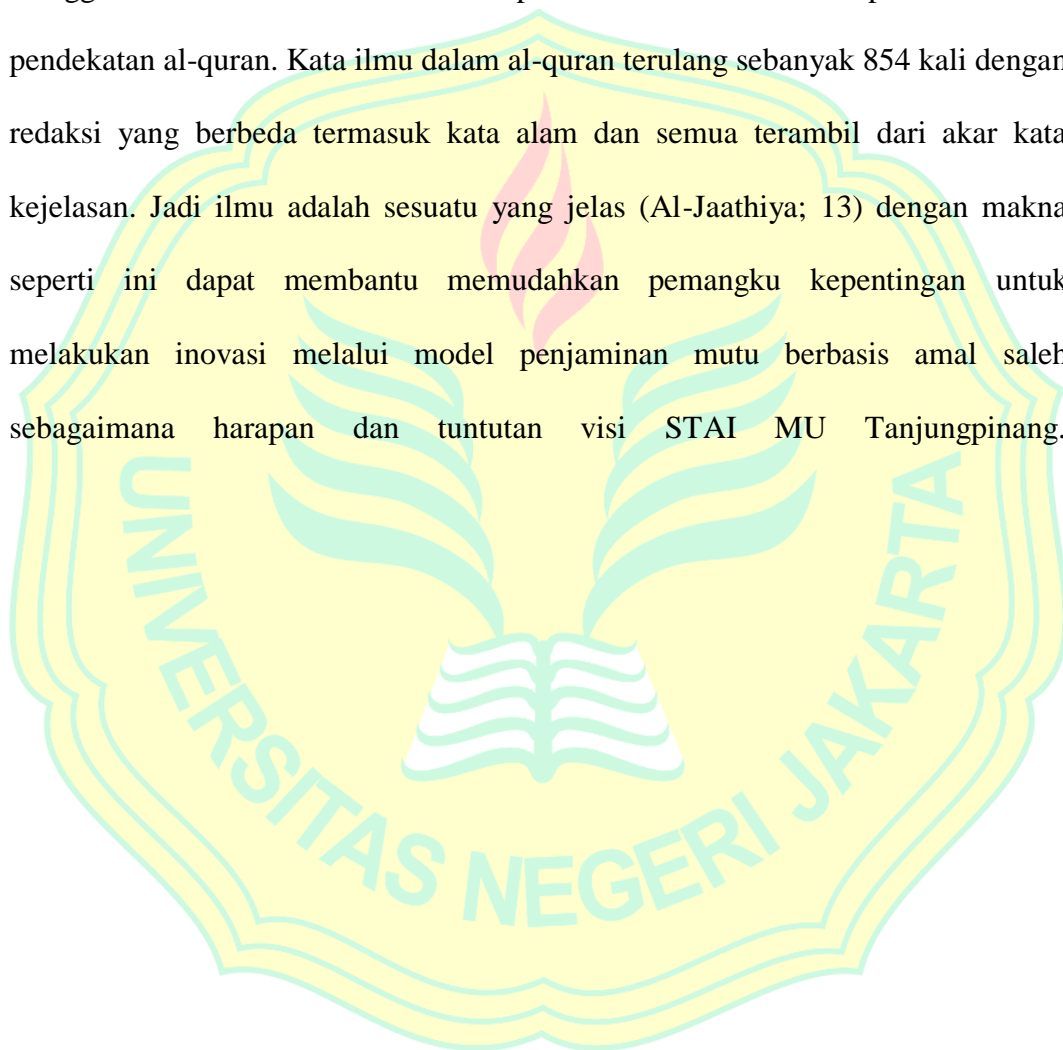 pendekatan al-quran. Kata ilmu dalam al-quran terulang sebanyak 854 kali dengan
redaksi yang berbeda termasuk kata alam dan semua terambil dari akar kata
kejelasan. Jadi ilmu adalah sesuatu yang jelas (Al-Jaathiya; 13) dengan makna
seperti ini dapat membantu memudahkan pemangku kepentingan untuk
melakukan inovasi melalui model penjaminan mutu berbasis amal saleh
sebagaimana harapan dan tuntutan visi STAI MU Tanjungpinang.
UNIVERSITAS NEGERI JAKARTA